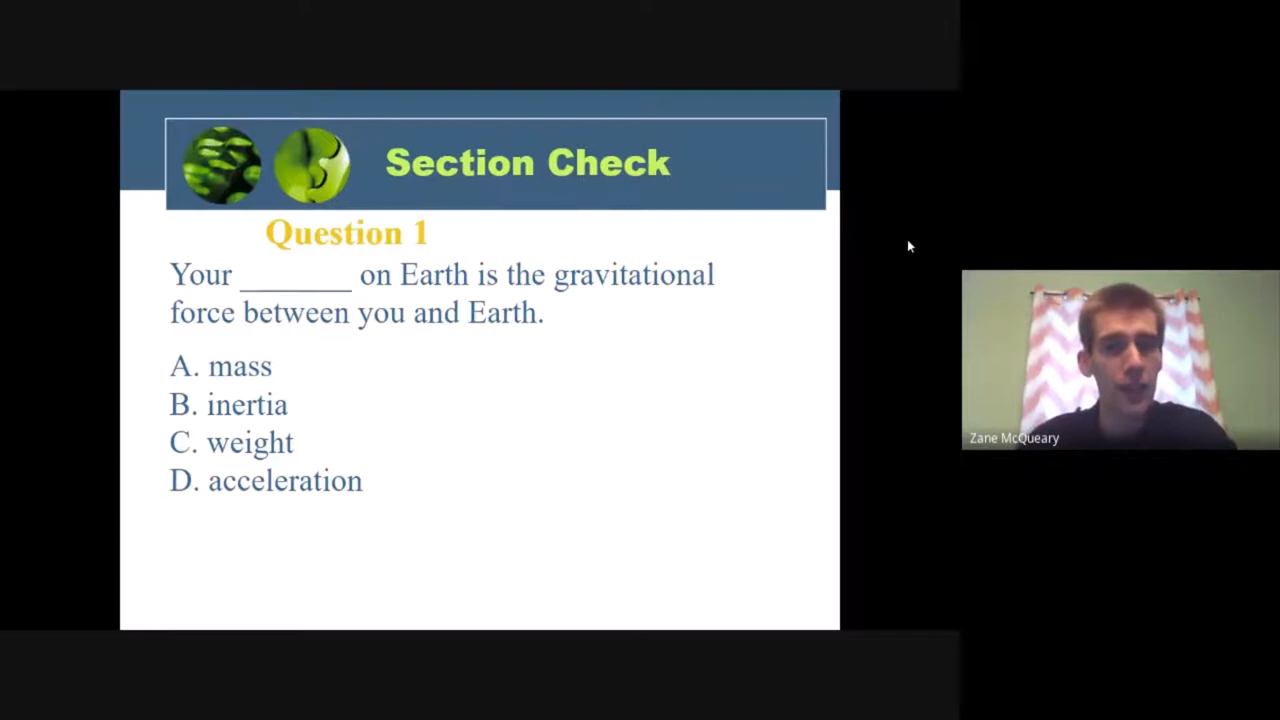 Section Check
Question 1
Your ________ on Earth is the gravitational
force between you and Earth.
A. mass
B. inertia
C. weight
D. acceleration
Zane McQueary